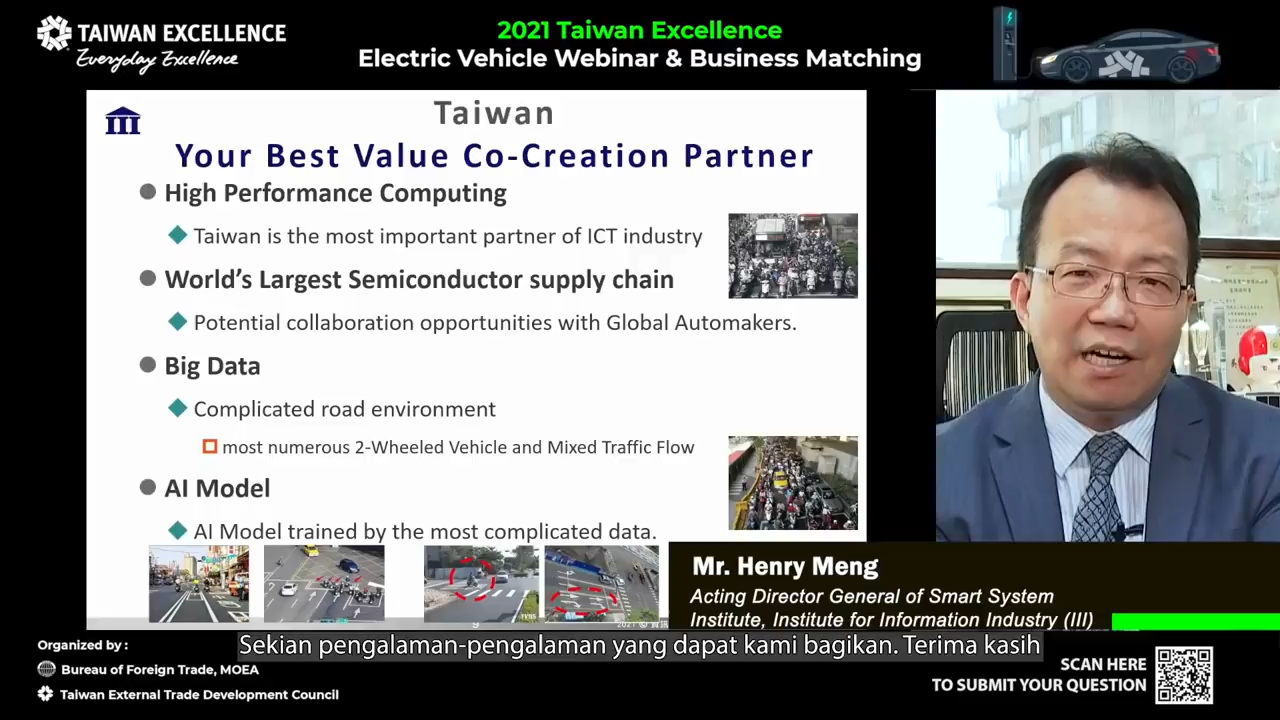 TAIWAN EXCELLENCE
Everyday Excellence
2021 Taiwan Excellence
Electric Vehicle Webinar & Business Matching
III
Taiwan
Your Best Value Co-Creation Partner
High Performance Computing
Taiwan is the most important partner of ICT industry
World's Largest Semiconductor supply chain
Potential collaboration opportunities with Global Automakers.
Big Data
Complicated road environment
most numerous 2-Wheeled Vehicle and Mixed Traffic Flow
AI Model
AI Model trained by the most complicated data.
Mr. Henry Meng
Acting Director General of Smart System
Institute, Institute for Information Industry (III)
Sekian pengalaman-pengalaman yang dapat kami bagikan. Terima kasih
Organized by :
Bureau of Foreign Trade, MOEA
Taiwan External Trade Development Council
SCAN HERE
TO SUBMIT YOUR QUESTION